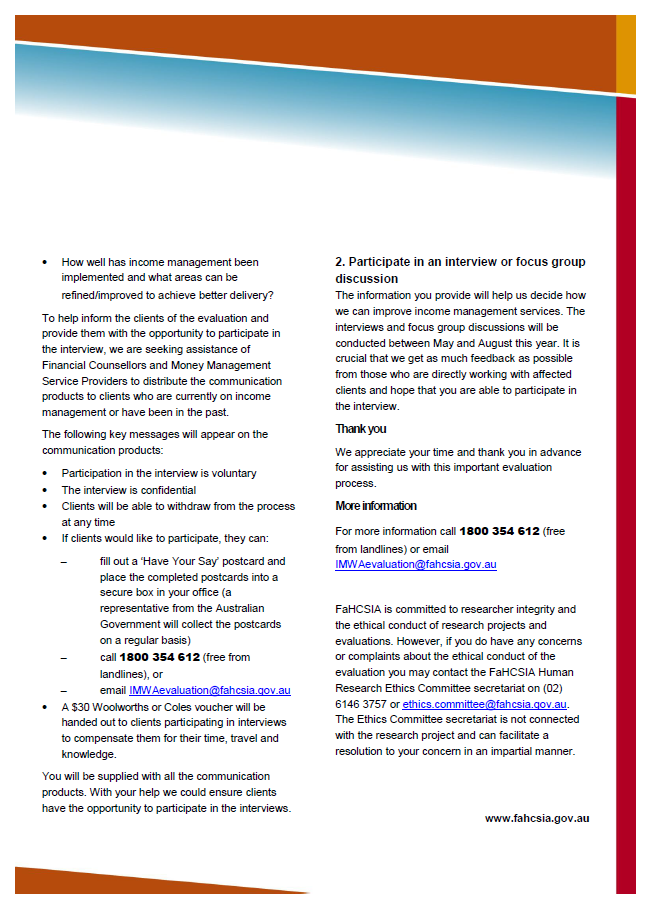 • How well has income management been
implemented and what areas can be
refined/improved to achieve better delivery?
To help inform the clients of the evaluation and
provide them with the opportunity to participate in
the interview, we are seeking assistance of
Financial Counsellors and Money Management
Service Providers to distribute the communication
products to clients who are currently on income
management or have been in the past.
The following key messages will appear on the
communication products:
• Participation in the interview is voluntary
• The interview is confidential
• Clients will be able to withdraw from the process
at any time
• If clients would like to participate, they can:
– fill out a ‘Have Your Say’ postcard and
place the completed postcards into a
secure box in your office (a
representative from the Australian
Government will collect the postcards
on a regular basis)
– call 1800 354 612 (free from
landlines), or
– email IMWAevaluation@fahcsia.gov.au
• A $30 Woolworths or Coles voucher will be
handed out to clients participating in interviews
to compensate them for their time, travel and
knowledge.
You will be supplied with all the communication
products. With your help we could ensure clients
have the opportunity to participate in the interviews.
2. Participate in an interview or focus group
discussion
The information you provide will help us decide how
we can improve income management services. The
interviews and focus group discussions will be
conducted between May and August this year. It is
crucial that we get as much feedback as possible
from those who are directly working with affected
clients and hope that you are able to participate in
the interview.
Thank you
We appreciate your time and thank you in advance
for assisting us with this important evaluation
process.
More information
For more information call 1800 354 612 (free
from landlines) or email
IMWAevaluation@fahcsia.gov.au
FaHCSIA is committed to researcher integrity and
the ethical conduct of research projects and
evaluations. However, if you do have any concerns
or complaints about the ethical conduct of the
evaluation you may contact the FaHCSIA Human
Research Ethics Committee secretariat on (02)
6146 3757 or ethics.committee@fahcsia.gov.au.
The Ethics Committee secretariat is not connected
with the research project and can facilitate a
resolution to your concern in an impartial manner.
www.fahcsia.gov.au